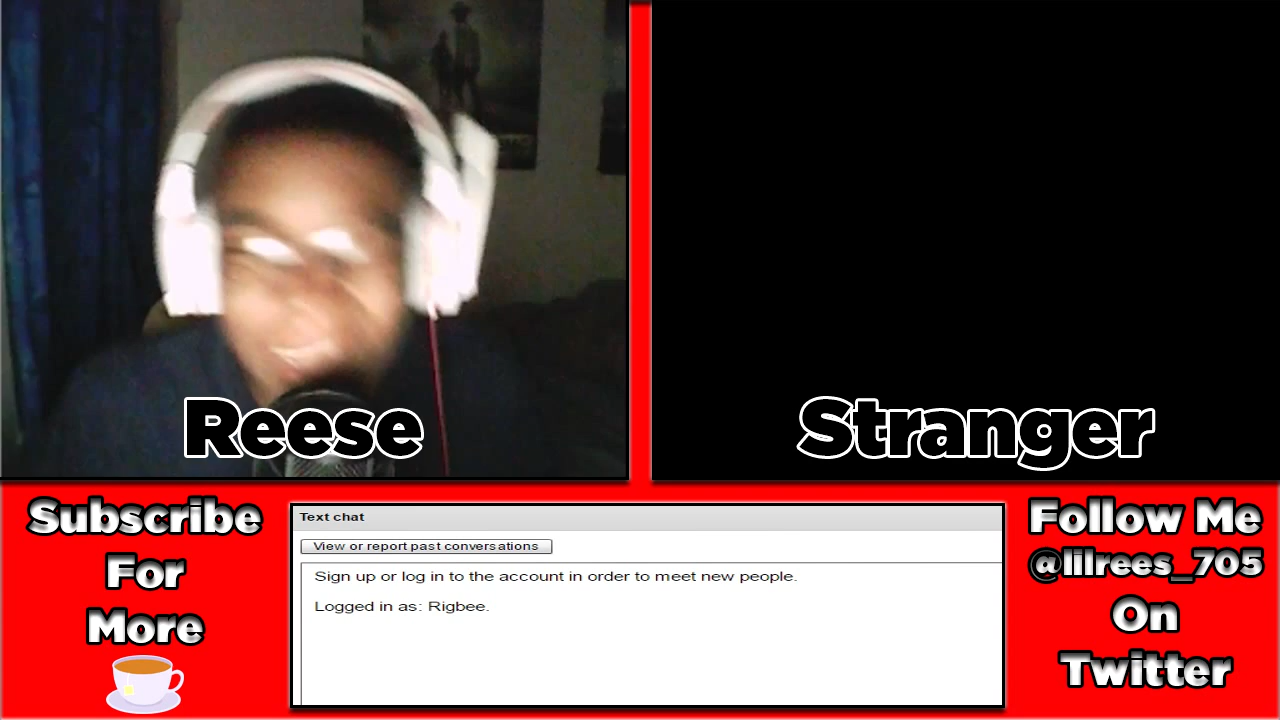 Reese
Stranger
Subscribe
For
More
Text chat
View or report past conversations
Sign up or log in to the account in order to meet new people.
Logged in as: Rigbee.
Follow Me
@lilrees_705
On
Twitter